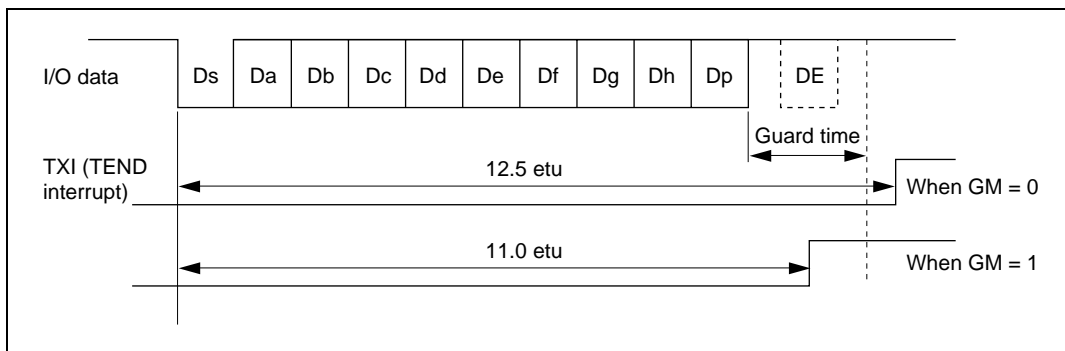 I/O data
Ds Da Db Dc Dd De Df Dg Dh Dp DE
Guard time
TXI (TEND
interrupt)
12.5 etu
When GM = 0
11.0 etu
When GM = 1